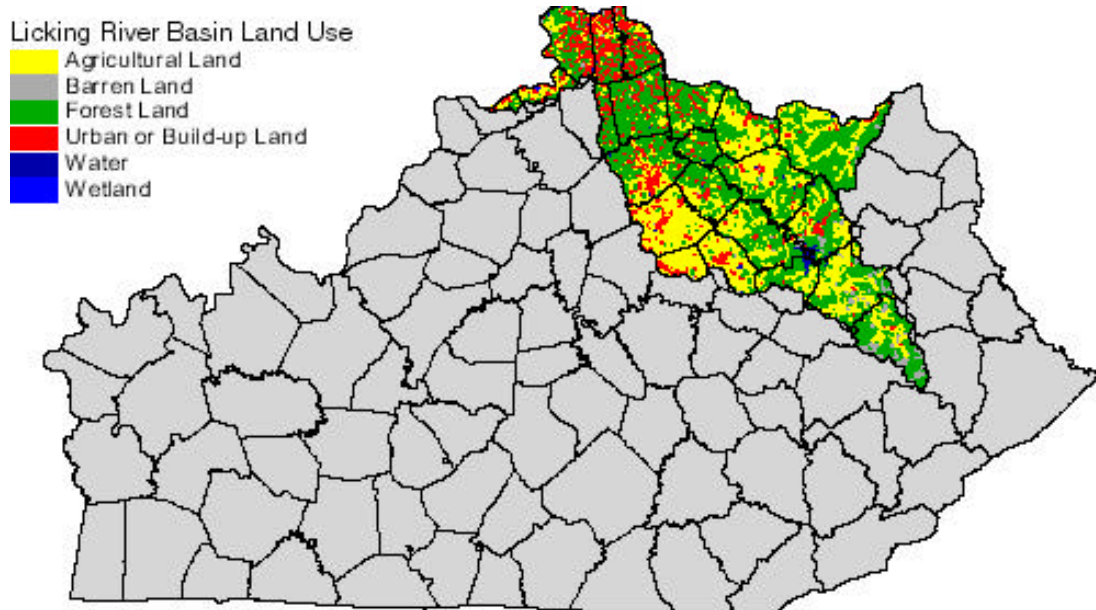 Licking River Basin Land Use
Agricultural Land
Barren Land
Forest Land
Urban or Build-up Land
Water
Wetland